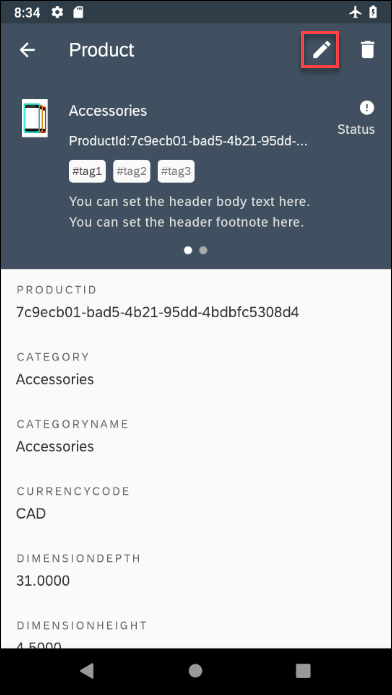 8:34
Product
Accessories
ProductId:7c9ecb01-bad5-4b21-95dd-...
Status
#tag1 #tag2 #tag3
You can set the header body text here.
You can set the header footnote here.
PRODUCTID
7c9ecb01-bad5-4b21-95dd-4bdbfc5308d4
CATEGORY
Accessories
CATEGORYNAME
Accessories
CURRENCYCODE
CAD
DIMENSIONDEPTH
31.0000
DIMENSIONHEIGHT
4.5000